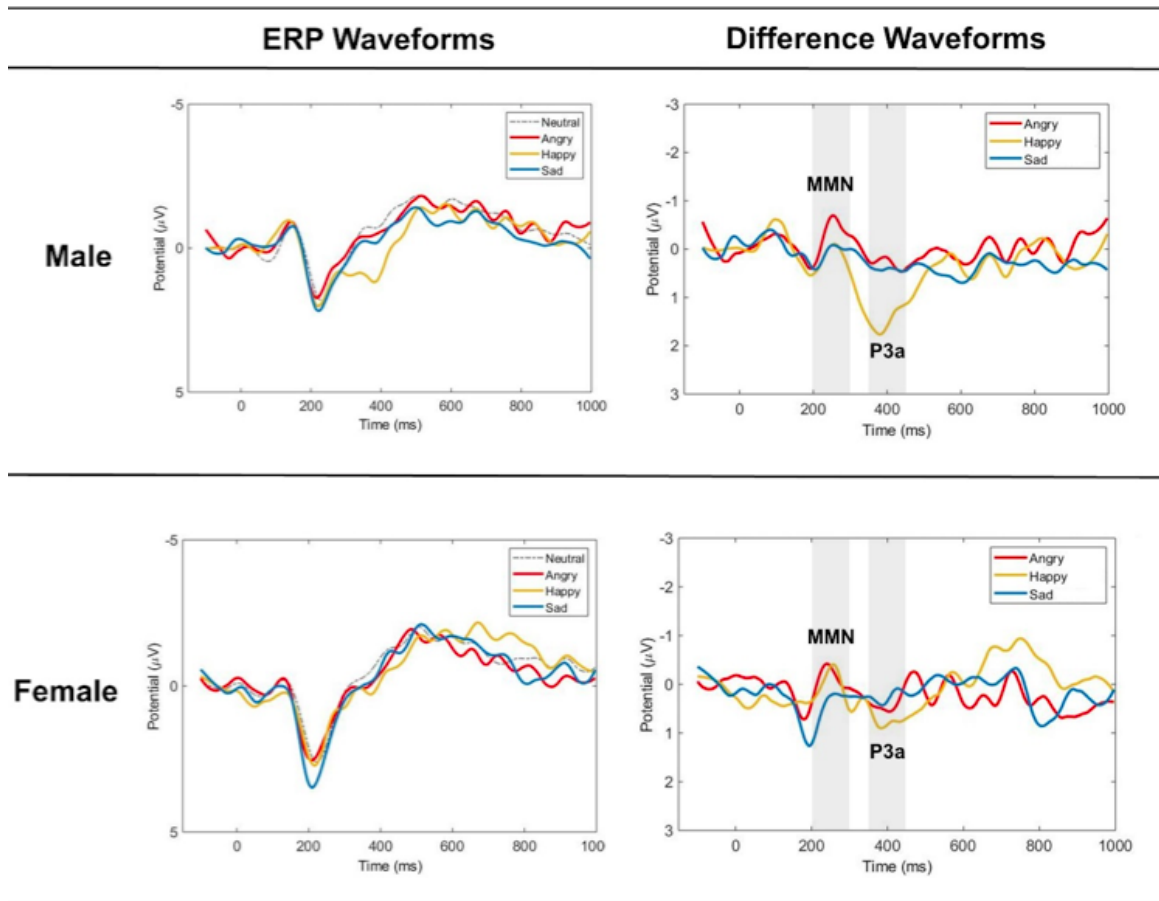 ERP Waveforms
Difference Waveforms
Male
Potential (μV)
-5
0
5
Neutral
Angry
Happy
Sad
0
200
400
600
800
1000
Time (ms)
Potential (μV)
-3
-2
-1
0
1
2
3
MMN
P3a
Angry
Happy
Sad
0
200
400
600
800
1000
Time (ms)
Female
Potential (μV)
-5
0
5
Neutral
Angry
Happy
Sad
0
200
400
600
800
1000
Time (ms)
Potential (μV)
-3
-2
-1
0
1
2
3
MMN
P3a
Angry
Happy
Sad
0
200
400
600
800
1000
Time (ms)